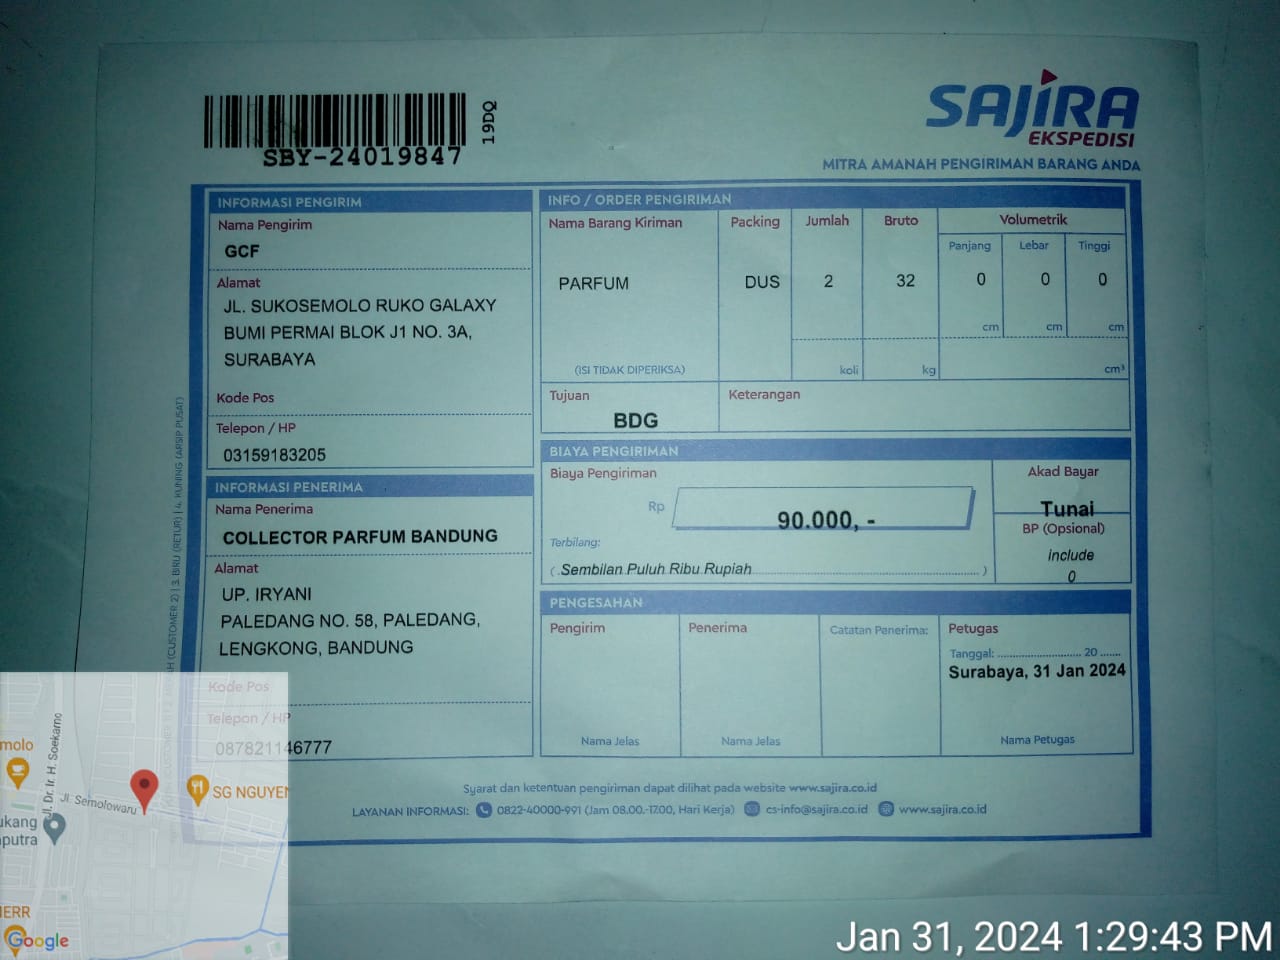 SBY-24019847
19DQ
SAJIRA
EKSPEDISI
MITRA AMANAH PENGIRIMAN BARANG ANDA
INFORMASI PENGIRIM
Nama Pengirim
GCF
Alamat
JL. SUKOSEMOLO RUKO GALAXY
BUMI PERMAI BLOK J1 NO. 3A,
SURABAYA
Kode Pos
Telepon / HP
03159183205
INFORMASI PENERIMA
Nama Penerima
COLLECTOR PARFUM BANDUNG
Alamat
UP. IRYANI
PALEDANG NO. 58, PALEDANG,
LENGKONG, BANDUNG
Kode Pos
Telepon / HP
087821146777
INFO / ORDER PENGIRIMAN
Nama Barang Kiriman Packing Jumlah Bruto Volumetrik
Panjang Lebar Tinggi
PARFUM DUS 2 32 0 0 0
cm cm cm
(ISI TIDAK DIPERIKSA) koli kg cm³
Tujuan
BDG
Keterangan
BIAYA PENGIRIMAN
Biaya Pengiriman
Rp 90.000, -
Terbilang:
( Sembilan Puluh Ribu Rupiah )
Akad Bayar
Tunai
BP (Opsional)
include
0
PENGESAHAN
Pengirim Penerima Catatan Penerima: Petugas
Tanggal: 20
Surabaya, 31 Jan 2024
Nama Jelas Nama Jelas Nama Petugas
(CUSTOMER 2) | 3. BIRU (RETUR) | 4. KUNING (ARSIP PUSAT)
Syarat dan ketentuan pengiriman dapat dilihat pada website www.sajira.co.id
LAYANAN INFORMASI: 0822-40000-991 (Jam 08.00.-17.00, Hari Kerja) cs-info@sajira.co.id www.sajira.co.id
molo
Jl. Dr. Ir. H. Soekarno
Jl. Semolowaru
SG NGUYEN
ukang
aputra
IERR
Google
Jan 31, 2024 1:29:43 PM